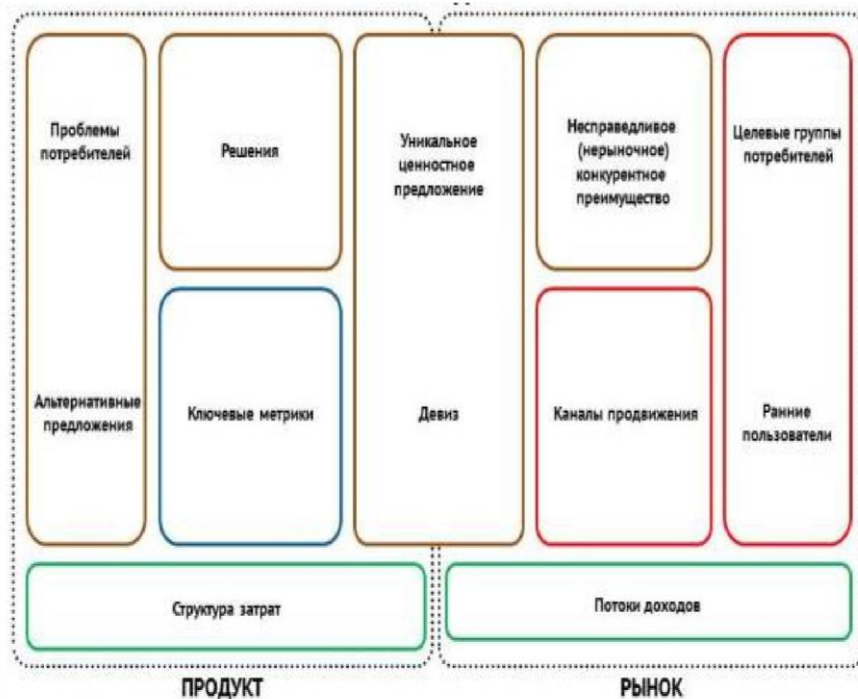 Проблемы
потребителей
Альтернативные
предложения
Решения
Ключевые метрики
Уникальное
ценностное
предложение
Девиз
Несправедливое
(нерыночное)
конкурентное
преимущество
Каналы продвижения
Целевые группы
потребителей
Ранние
пользователи
Структура затрат
Потоки доходов
ПРОДУКТ
РЫНОК